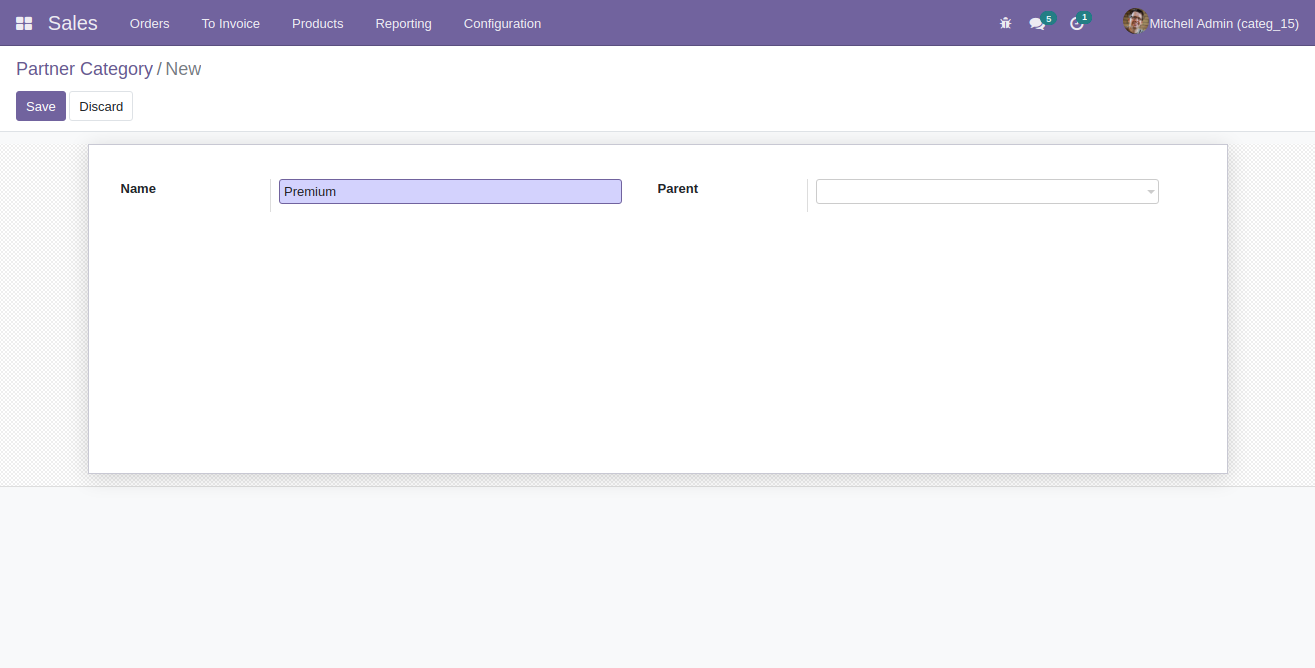 Sales Orders To Invoice Products Reporting Configuration 5 1 Mitchell Admin (categ_15)
Partner Category / New
Save Discard
Name Premium Parent